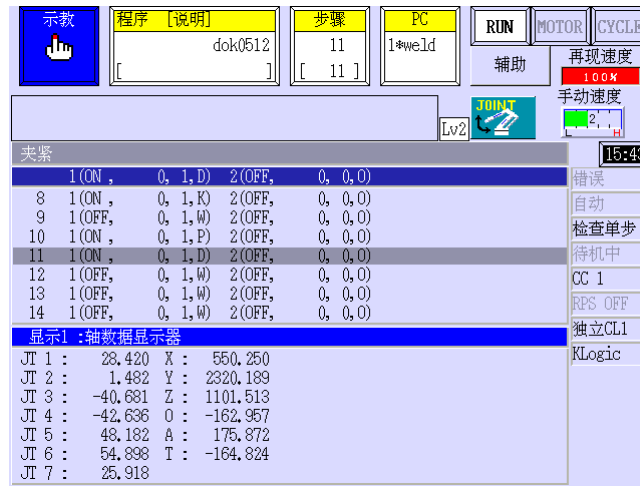 示教
程序 [说明]
dok0512
[ ]
步骤
11
[ 11 ]
PC
1*weld
RUN
MOTOR
CYCLE
辅助
再现速度
100%
手动速度
2
L H
Lv2
JOINT
夹紧
15:43
1(ON , 0, 1,D) 2(OFF, 0, 0,O)
8 1(ON , 0, 1,K) 2(OFF, 0, 0,O)
9 1(OFF, 0, 1,W) 2(OFF, 0, 0,O)
10 1(ON , 0, 1,P) 2(OFF, 0, 0,O)
11 1(ON , 0, 1,D) 2(OFF, 0, 0,O)
12 1(OFF, 0, 1,W) 2(OFF, 0, 0,O)
13 1(OFF, 0, 1,W) 2(OFF, 0, 0,O)
14 1(OFF, 0, 1,W) 2(OFF, 0, 0,O)
错误
自动
检查单步
待机中
CC 1
RPS OFF
独立CL1
KLogic
显示1 :轴数据显示器
JT 1 : 28.420 X : 550.250
JT 2 : 1.482 Y : 2320.189
JT 3 : -40.681 Z : 1101.513
JT 4 : -42.636 O : -162.957
JT 5 : 48.182 A : 175.872
JT 6 : 54.898 T : -164.824
JT 7 : 25.918